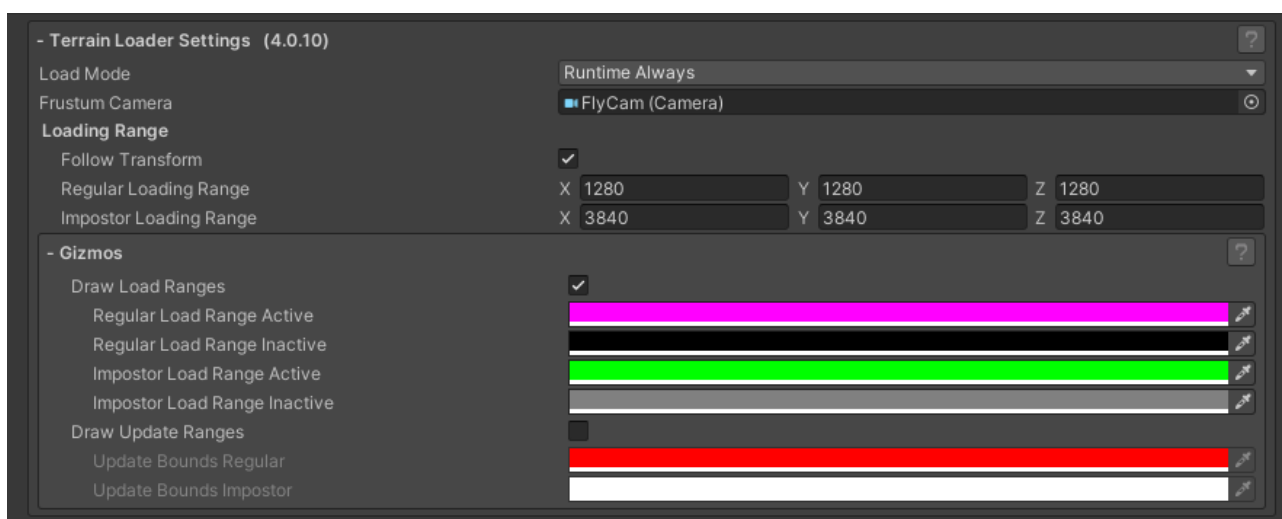 - Terrain Loader Settings (4.0.10) ?
Load Mode Runtime Always
Frustum Camera FlyCam (Camera)
Loading Range
Follow Transform
Regular Loading Range X 1280 Y 1280 Z 1280
Impostor Loading Range X 3840 Y 3840 Z 3840
- Gizmos ?
Draw Load Ranges
Regular Load Range Active
Regular Load Range Inactive
Impostor Load Range Active
Impostor Load Range Inactive
Draw Update Ranges
Update Bounds Regular
Update Bounds Impostor